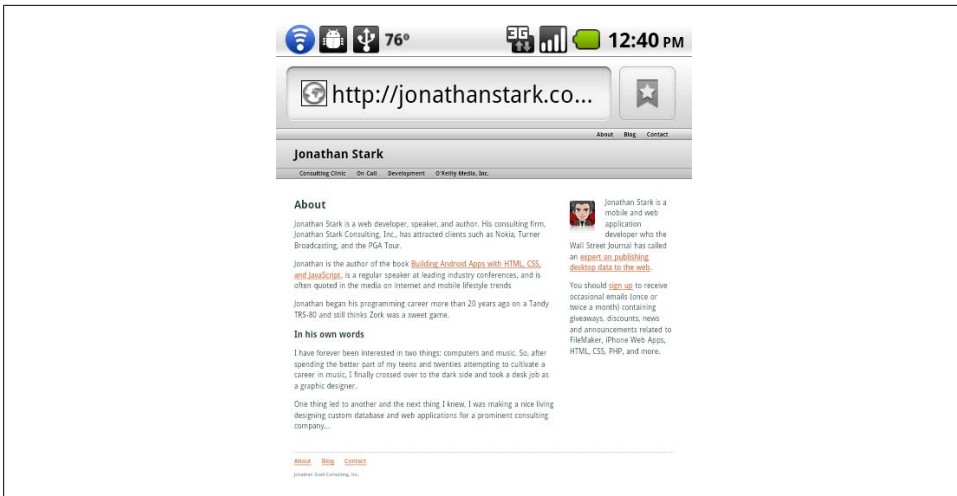 76°
3G
12:40 PM
http://jonathanstark.co...
About Blog Contact
Jonathan Stark
Consulting Clinic On Call Development O'Reilly Media, Inc.
About
Jonathan Stark is a web developer, speaker, and author. His consulting firm,
Jonathan Stark Consulting, Inc., has attracted clients such as Nokia, Turner
Broadcasting, and the PGA Tour.
Jonathan is the author of the book Building Android Apps with HTML, CSS,
and JavaScript, is a regular speaker at leading industry conferences, and is
often quoted in the media on internet and mobile lifestyle trends
Jonathan began his programming career more than 20 years ago on a Tandy
TRS-80 and still thinks Zork was a sweet game.
In his own words
I have forever been interested in two things: computers and music. So, after
spending the better part of my teens and twenties attempting to cultivate a
career in music, I finally crossed over to the dark side and took a desk job as
a graphic designer.
One thing led to another and the next thing I knew, I was making a nice living
designing custom database and web applications for a prominent consulting
company...
Jonathan Stark is a
mobile and web
application
developer who the
Wall Street Journal has called
an expert on publishing
desktop data to the web.
You should sign up to receive
occasional emails (once or
twice a month) containing
giveaways, discounts, news
and announcements related to
FileMaker, iPhone Web Apps,
HTML, CSS, PHP, and more.
About Blog Contact
Jonathan Stark Consulting, Inc.